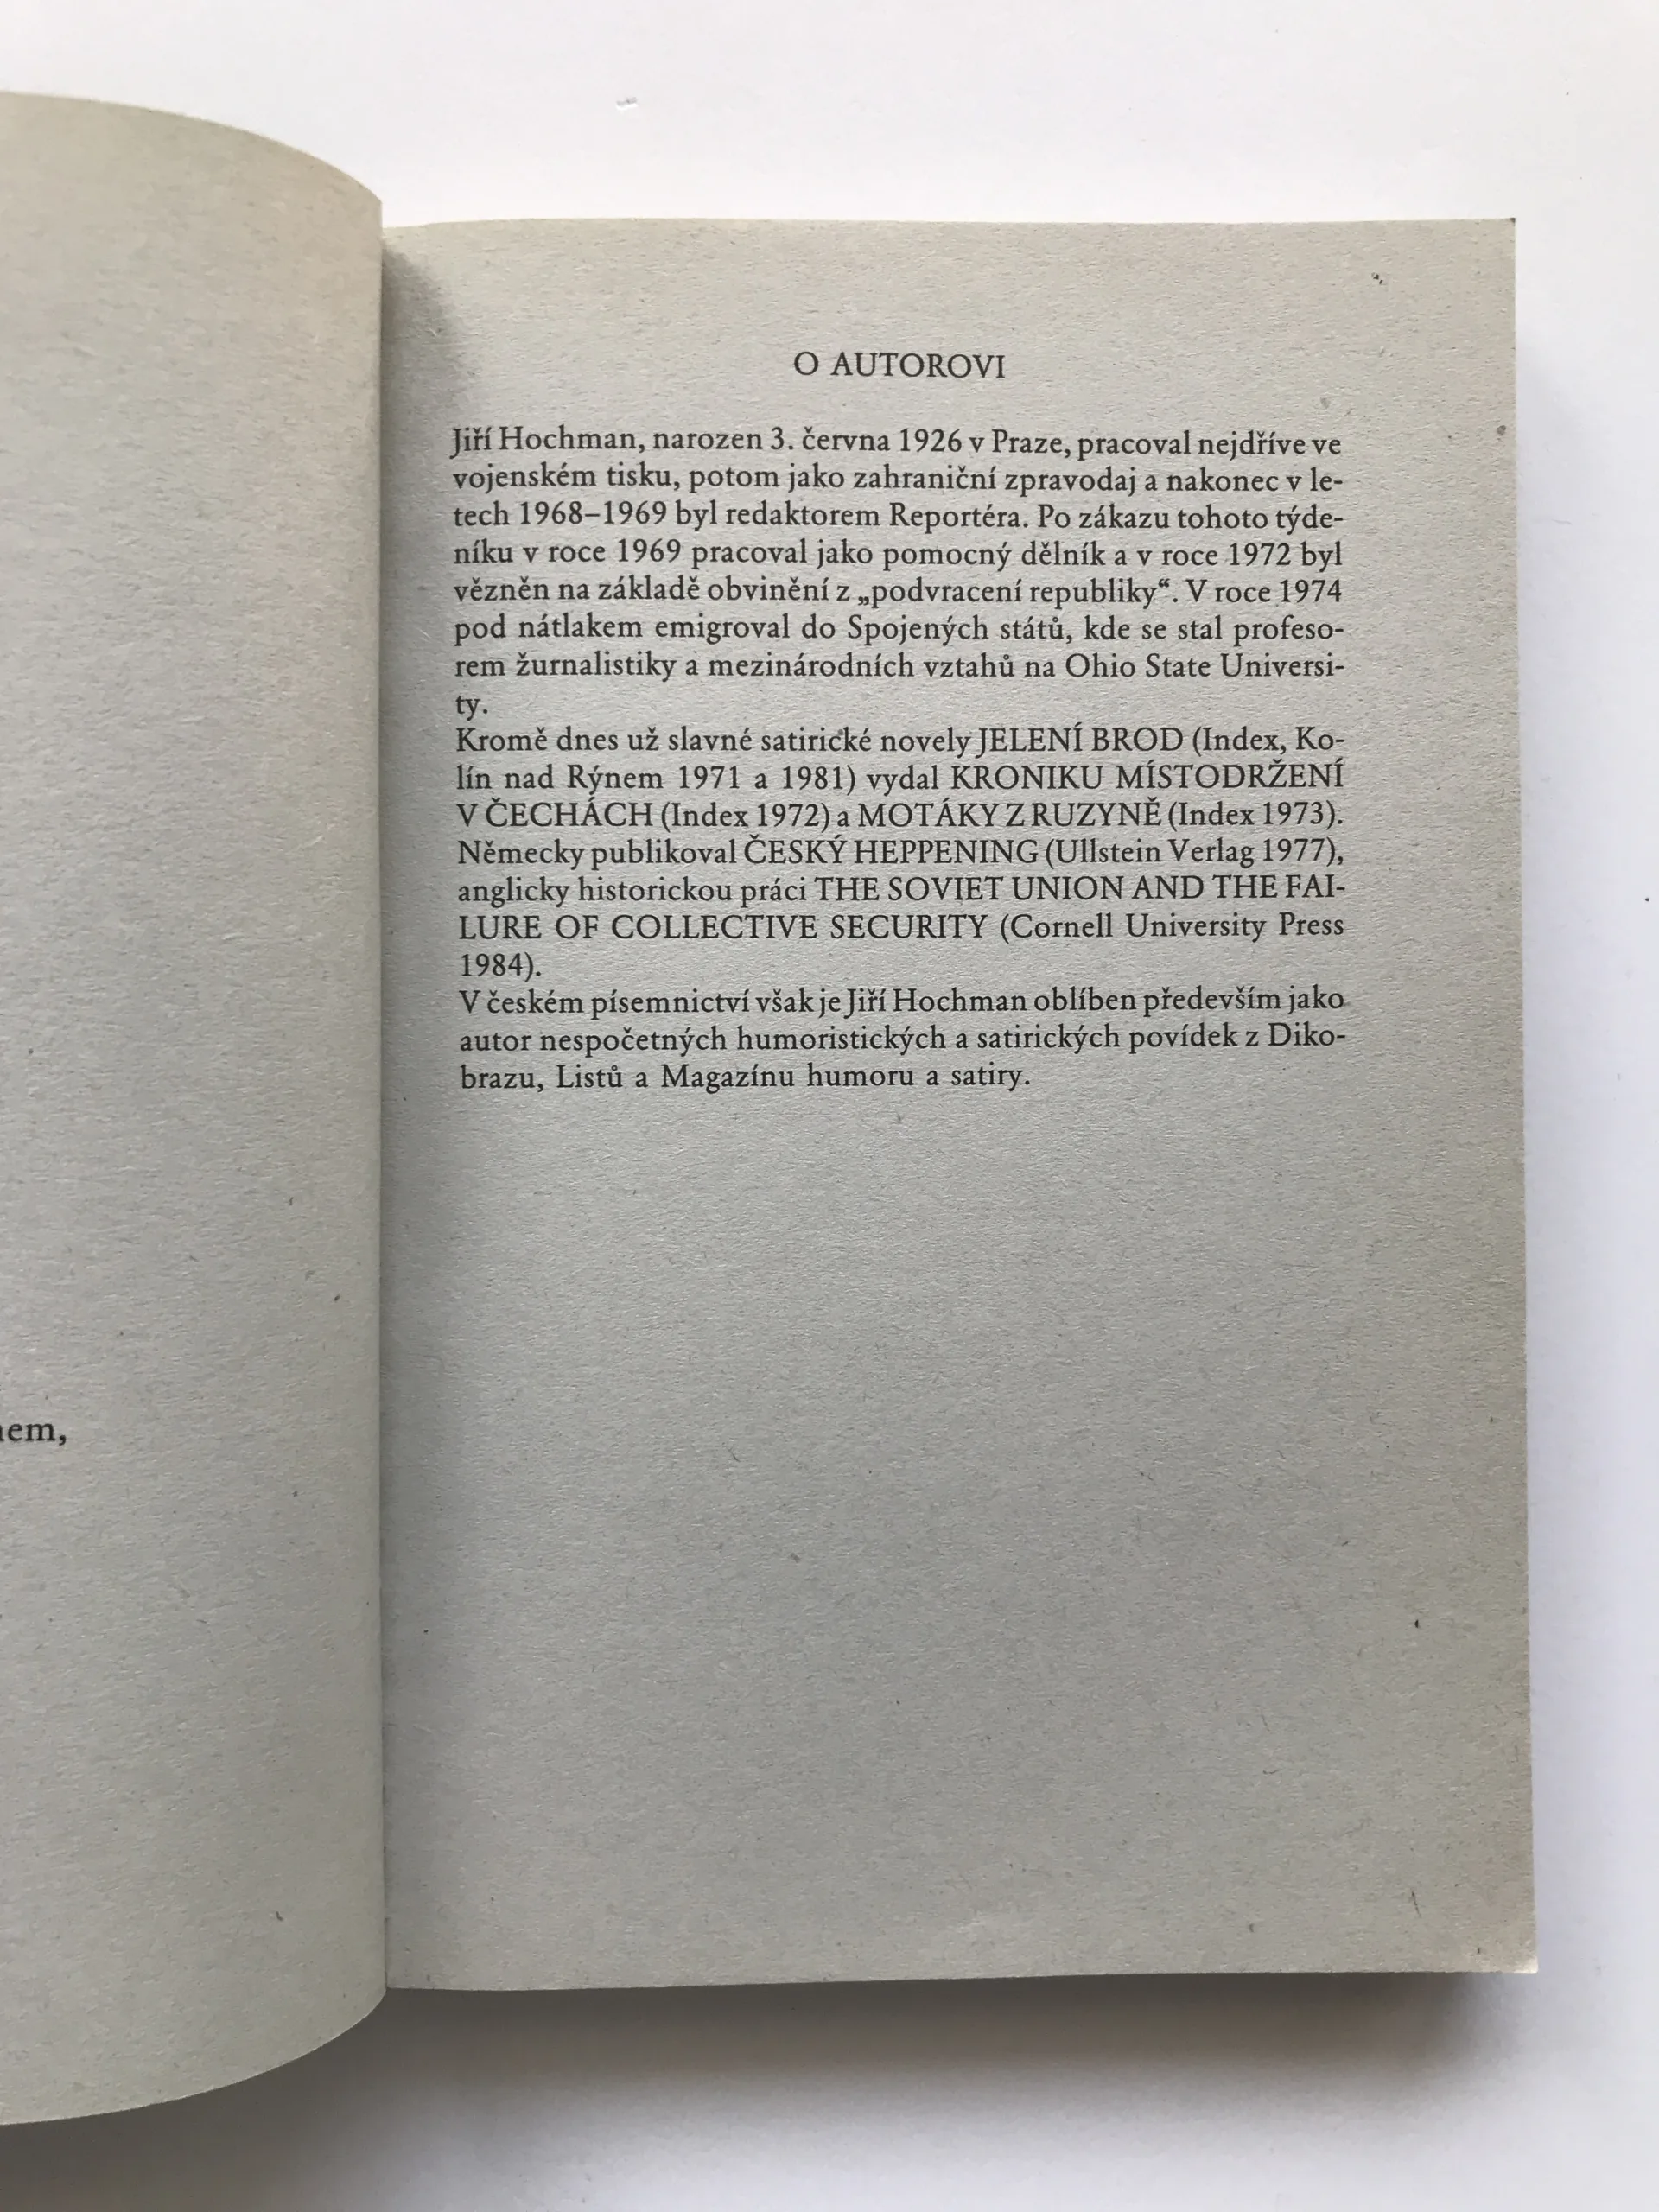 O AUTOROVI
Jiří Hochman, narozen 3. června 1926 v Praze, pracoval nejdříve ve
vojenském tisku, potom jako zahraniční zpravodaj a nakonec v le-
tech 1968–1969 byl redaktorem Reportéra. Po zákazu tohoto týde-
níku v roce 1969 pracoval jako pomocný dělník a v roce 1972 byl
vězněn na základě obvinění z „podvracení republiky“. V roce 1974
pod nátlakem emigroval do Spojených států, kde se stal profeso-
rem žurnalistiky a mezinárodních vztahů na Ohio State Universi-
ty.
Kromě dnes už slavné satirické novely JELENÍ BROD (Index, Ko-
lín nad Rýnem 1971 a 1981) vydal KRONIKU MÍSTODRŽENÍ
V ČECHÁCH (Index 1972) a MOTÁKY Z RUZYNĚ (Index 1973).
Německy publikoval ČESKÝ HEPPENING (Ullstein Verlag 1977),
anglicky historickou práci THE SOVIET UNION AND THE FAI-
LURE OF COLLECTIVE SECURITY (Cornell University Press
1984).
V českém písemnictví však je Jiří Hochman oblíben především jako
autor nespočetných humoristických a satirických povídek z Diko-
brazu, Listů a Magazínu humoru a satiry.